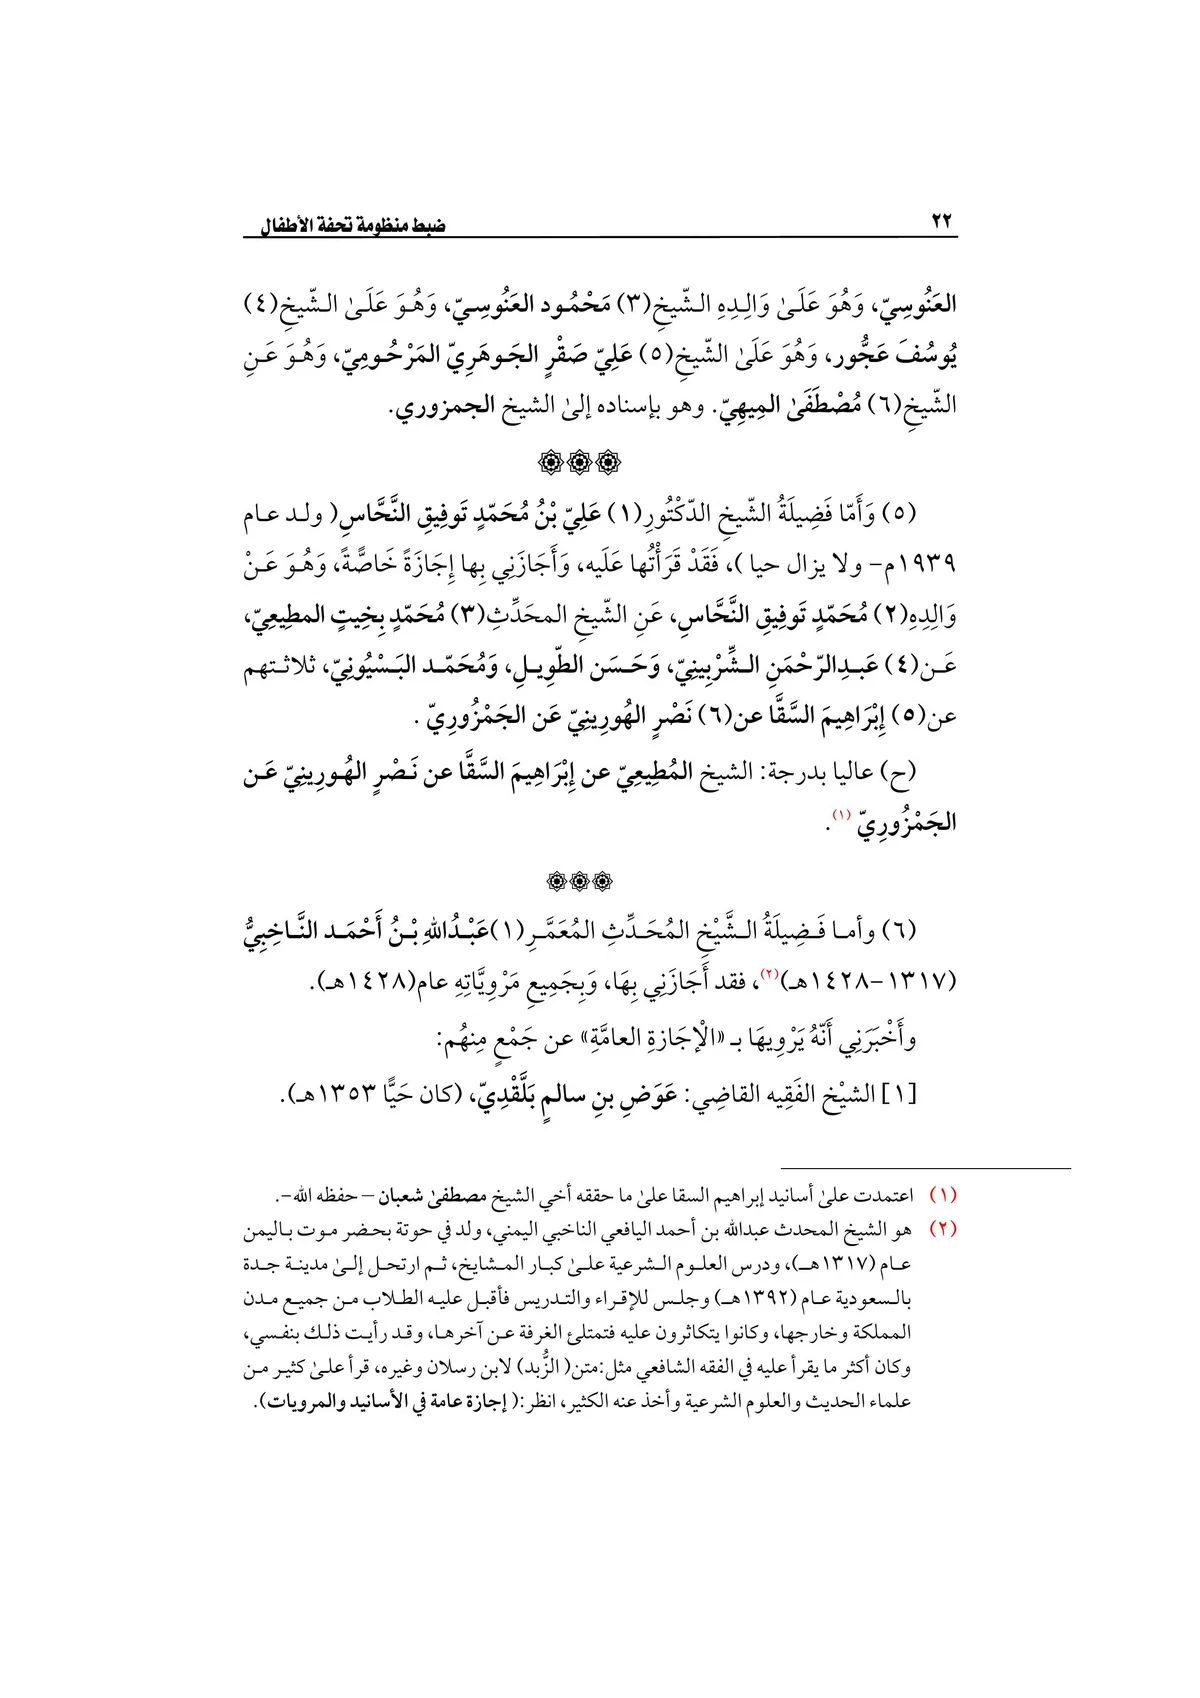 ٢٢
ضبط منظومة تحفة الأطفال
العَنُوسِيّ، وَهُوَ عَلَىٰ وَالِدِهِ الشّيخِ(٣) مَحْمُود العَنُوسِيّ، وَهُوَ عَلَىٰ الشّيخِ(٤)
يُوسُفَ عَجُّور، وَهُوَ عَلَىٰ الشّيخِ(٥) عَلِيّ صَقْرٍ الجَوهَرِيّ المَرْحُومِيّ، وَهُوَ عَنِ
الشّيخِ(٦) مُصْطَفَىٰ المِيهِيّ. وهو بإسناده إلىٰ الشيخ الجمزوري.
(٥) وَأَمّا فَضِيلَةُ الشّيخِ الدّكْتُورِ(١) عَلِيّ بْنُ مُحَمّدٍ تَوفِيقِ النَّحَّاسِ( ولد عام
١٩٣٩م- ولا يزال حيا )، فَقَدْ قَرَأْتُها عَلَيه، وَأَجَازَنِي بِها إِجَازَةً خَاصَّةً، وَهُوَ عَنْ
وَالِدِهِ(٢) مُحَمّدٍ تَوفِيقِ النَّحَّاسِ، عَنِ الشّيخِ المحَدِّثِ(٣) مُحَمّدٍ بِخِيتٍ المطِيعِيّ،
عَن(٤) عَبدِالرّحْمَنِ الشِّرْبِينِيّ، وَحَسَن الطّوِيلِ، وَمُحَمّد البَسْيُونِيّ، ثلاثتهم
عن(٥) إِبْرَاهِيمَ السَّقَّا عن(٦) نَصْرٍ الهُورِينِيّ عَن الجَمْزُورِيّ .
(ح) عاليا بدرجة: الشيخ المُطِيعِيّ عن إِبْرَاهِيمَ السَّقَّا عن نَصْرٍ الهُورِينِيّ عَن
الجَمْزُورِيّ (١).
(٦) وأما فَضِيلَةُ الشَّيْخِ المُحَدِّثِ المُعَمَّرِ(١)عَبْدُاللهِ بْنُ أَحْمَد النَّاخِبِيُّ
(١٣١٧-١٤٢٨هـ)(٢)، فقد أَجَازَنِي بِهَا، وَبِجَمِيعِ مَرْوِيَّاتِهِ عام(١٤٢٨هـ).
وأَخْبَرَنِي أَنّهُ يَرْوِيهَا بـ «الْإجَازةِ العامَّةِ» عن جَمْعٍ مِنهُم:
[١] الشيْخ الفَقِيه القاضِي: عَوَضِ بنِ سالمٍ بَلَّقْدِيّ، (كان حَيًّا ١٣٥٣هـ).
(١) اعتمدت علىٰ أسانيد إبراهيم السقا علىٰ ما حققه أخي الشيخ مصطفىٰ شعبان – حفظه الله-.
(٢) هو الشيخ المحدث عبدالله بن أحمد اليافعي الناخبي اليمني، ولد في حوتة بحضر موت باليمن
عام (١٣١٧هـ)، ودرس العلوم الشرعية علىٰ كبار المشايخ، ثم ارتحل إلىٰ مدينة جدة
بالسعودية عام (١٣٩٢هـ) وجلس للإقراء والتدريس فأقبل عليه الطلاب من جميع مدن
المملكة وخارجها، وكانوا يتكاثرون عليه فتمتلئ الغرفة عن آخرها، وقد رأيت ذلك بنفسي،
وكان أكثر ما يقرأ عليه في الفقه الشافعي مثل:متن( الزُّبد) لابن رسلان وغيره، قرأ علىٰ كثير من
علماء الحديث والعلوم الشرعية وأخذ عنه الكثير، انظر:( إجازة عامة في الأسانيد والمرويات).